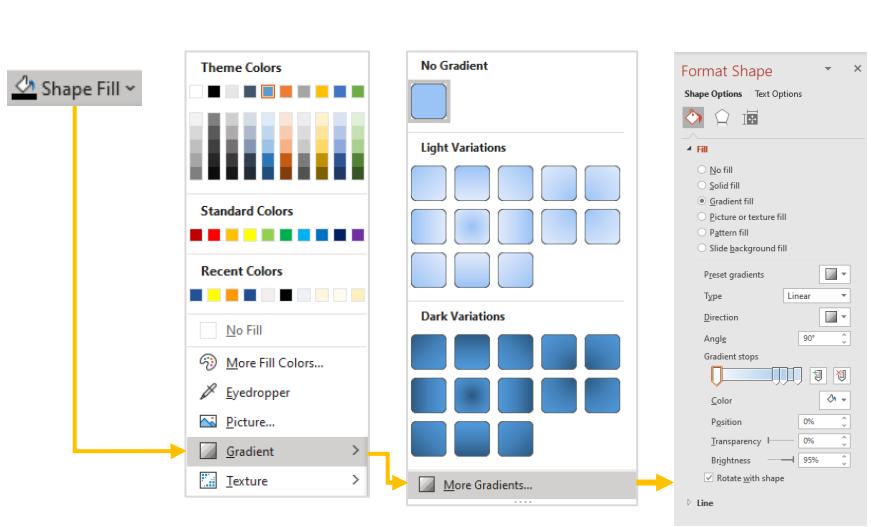 Shape Fill
Theme Colors
Standard Colors
Recent Colors
No Fill
More Fill Colors...
Eyedropper
Picture...
Gradient
Texture
No Gradient
Light Variations
Dark Variations
More Gradients...
Format Shape
Shape Options Text Options
Fill
No fill
Solid fill
Gradient fill
Picture or texture fill
Pattern fill
Slide background fill
Preset gradients
Type Linear
Direction
Angle 90°
Gradient stops
Color
Position 0%
Transparency 0%
Brightness 95%
Rotate with shape
Line